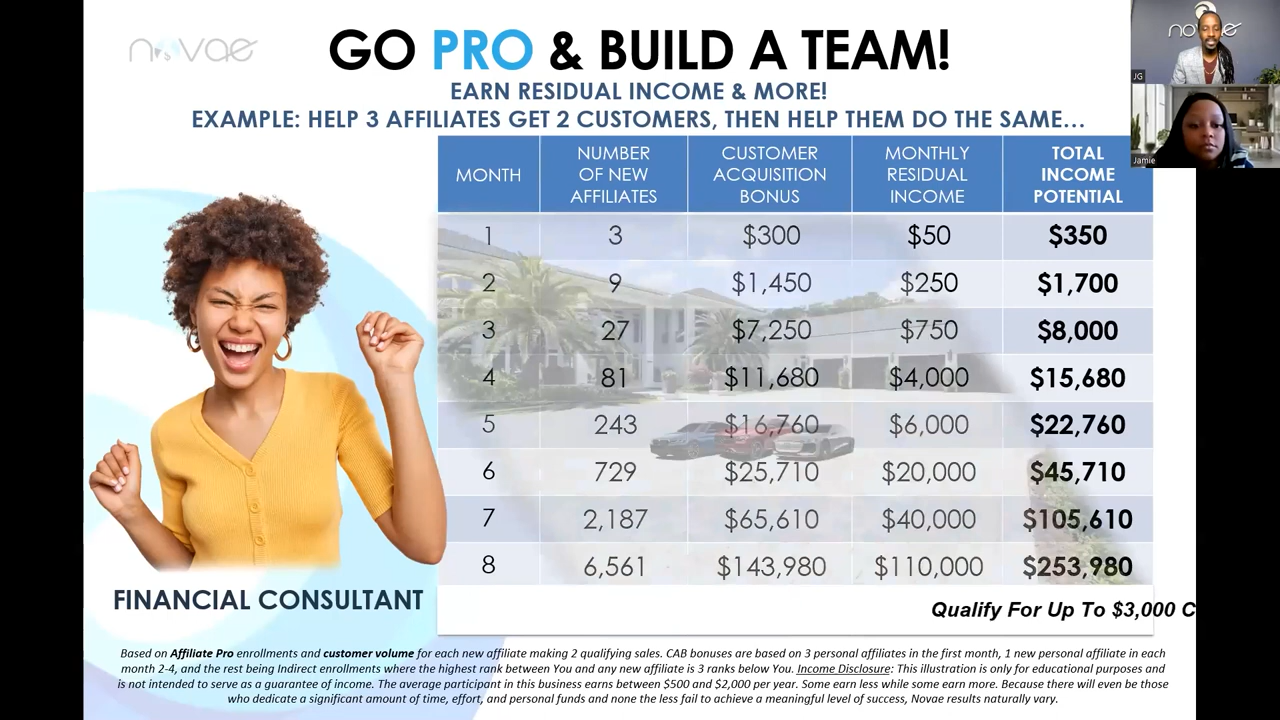 novae
GO PRO & BUILD A TEAM!
EARN RESIDUAL INCOME & MORE!
EXAMPLE: HELP 3 AFFILIATES GET 2 CUSTOMERS, THEN HELP THEM DO THE SAME...
novae
JG
Jamie
MONTH NUMBER OF NEW AFFILIATES CUSTOMER ACQUISITION BONUS MONTHLY RESIDUAL INCOME TOTAL INCOME POTENTIAL
1 3 $300 $50 $350
2 9 $1,450 $250 $1,700
3 27 $7,250 $750 $8,000
4 81 $11,680 $4,000 $15,680
5 243 $16,760 $6,000 $22,760
6 729 $25,710 $20,000 $45,710
7 2,187 $65,610 $40,000 $105,610
8 6,561 $143,980 $110,000 $253,980
FINANCIAL CONSULTANT
Qualify For Up To $3,000 C
Based on Affiliate Pro enrollments and customer volume for each new affiliate making 2 qualifying sales. CAB bonuses are based on 3 personal affiliates in the first month, 1 new personal affiliate in each
month 2-4, and the rest being Indirect enrollments where the highest rank between You and any new affiliate is 3 ranks below You. Income Disclosure: This illustration is only for educational purposes and
is not intended to serve as a guarantee of income. The average participant in this business earns between $500 and $2,000 per year. Some earn less while some earn more. Because there will even be those
who dedicate a significant amount of time, effort, and personal funds and none the less fail to achieve a meaningful level of success, Novae results naturally vary.